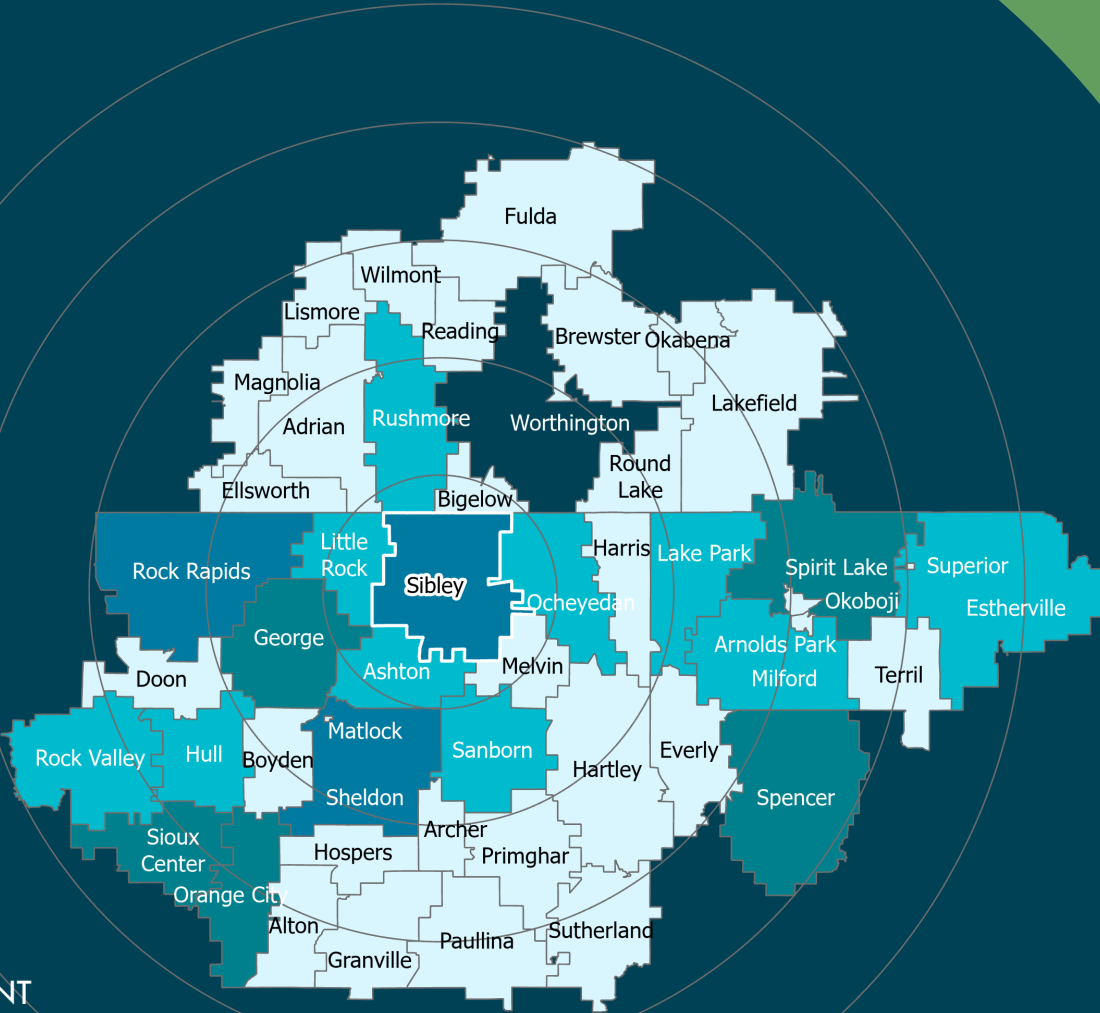 Fulda
Wilmont
Lismore
Reading
Brewster
Okabena
Magnolia
Lakefield
Adrian
Rushmore
Worthington
Round
Lake
Ellsworth
Bigelow
Little
Rock
Harris
Lake Park
Rock Rapids
Sibley
Spirit Lake
Superior
Ocheyedan
Okoboji
Estherville
George
Arnolds Park
Melvin
Ashton
Doon
Milford
Terril
Matlock
Rock Valley
Hull
Boyden
Sanborn
Everly
Hartley
Sheldon
Spencer
Archer
Sioux
Center
Hospers
Primghar
Orange City
Alton
Sutherland
Paullina
Granville
NT